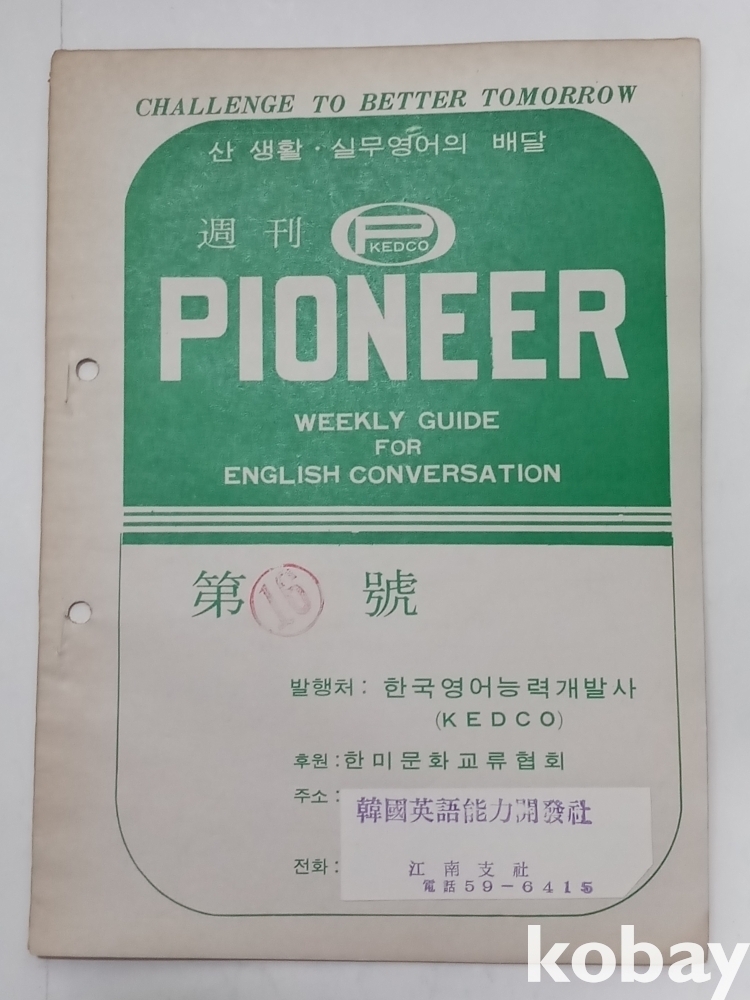 CHALLENGE TO BETTER TOMORROW
산 생활·실무영어의 배달
週刊 P KEDCO
PIONEER
WEEKLY GUIDE
FOR
ENGLISH CONVERSATION
第 16 號
발행처: 한국영어능력개발사
(KEDCO)
후원: 한미문화교류협회
주소:
韓國英語能力開發社
전화: 江南支社
電話 59-6415
kobay